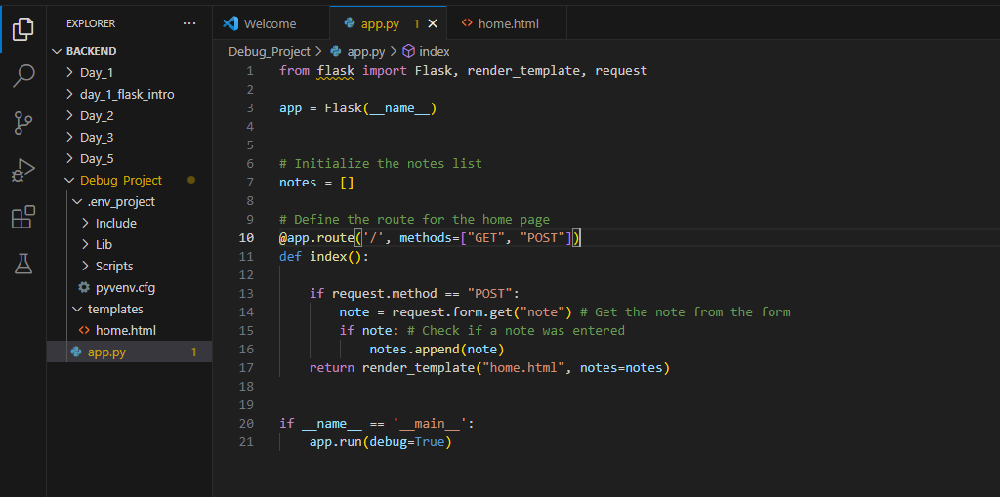 EXPLORER ...
BACKEND
Day_1
day_1_flask_intro
Day_2
Day_3
Day_5
Debug_Project
.env_project
Include
Lib
Scripts
pyvenv.cfg
templates
<> home.html
app.py 1
Welcome
app.py 1 ×
<> home.html
Debug_Project > app.py > index
1 from flask import Flask, render_template, request
2
3 app = Flask(__name__)
4
5
6 # Initialize the notes list
7 notes = []
8
9 # Define the route for the home page
10 @app.route('/', methods=["GET", "POST"])
11 def index():
12
13     if request.method == "POST":
14         note = request.form.get("note") # Get the note from the form
15         if note: # Check if a note was entered
16             notes.append(note)
17     return render_template("home.html", notes=notes)
18
19
20 if __name__ == '__main__':
21     app.run(debug=True)